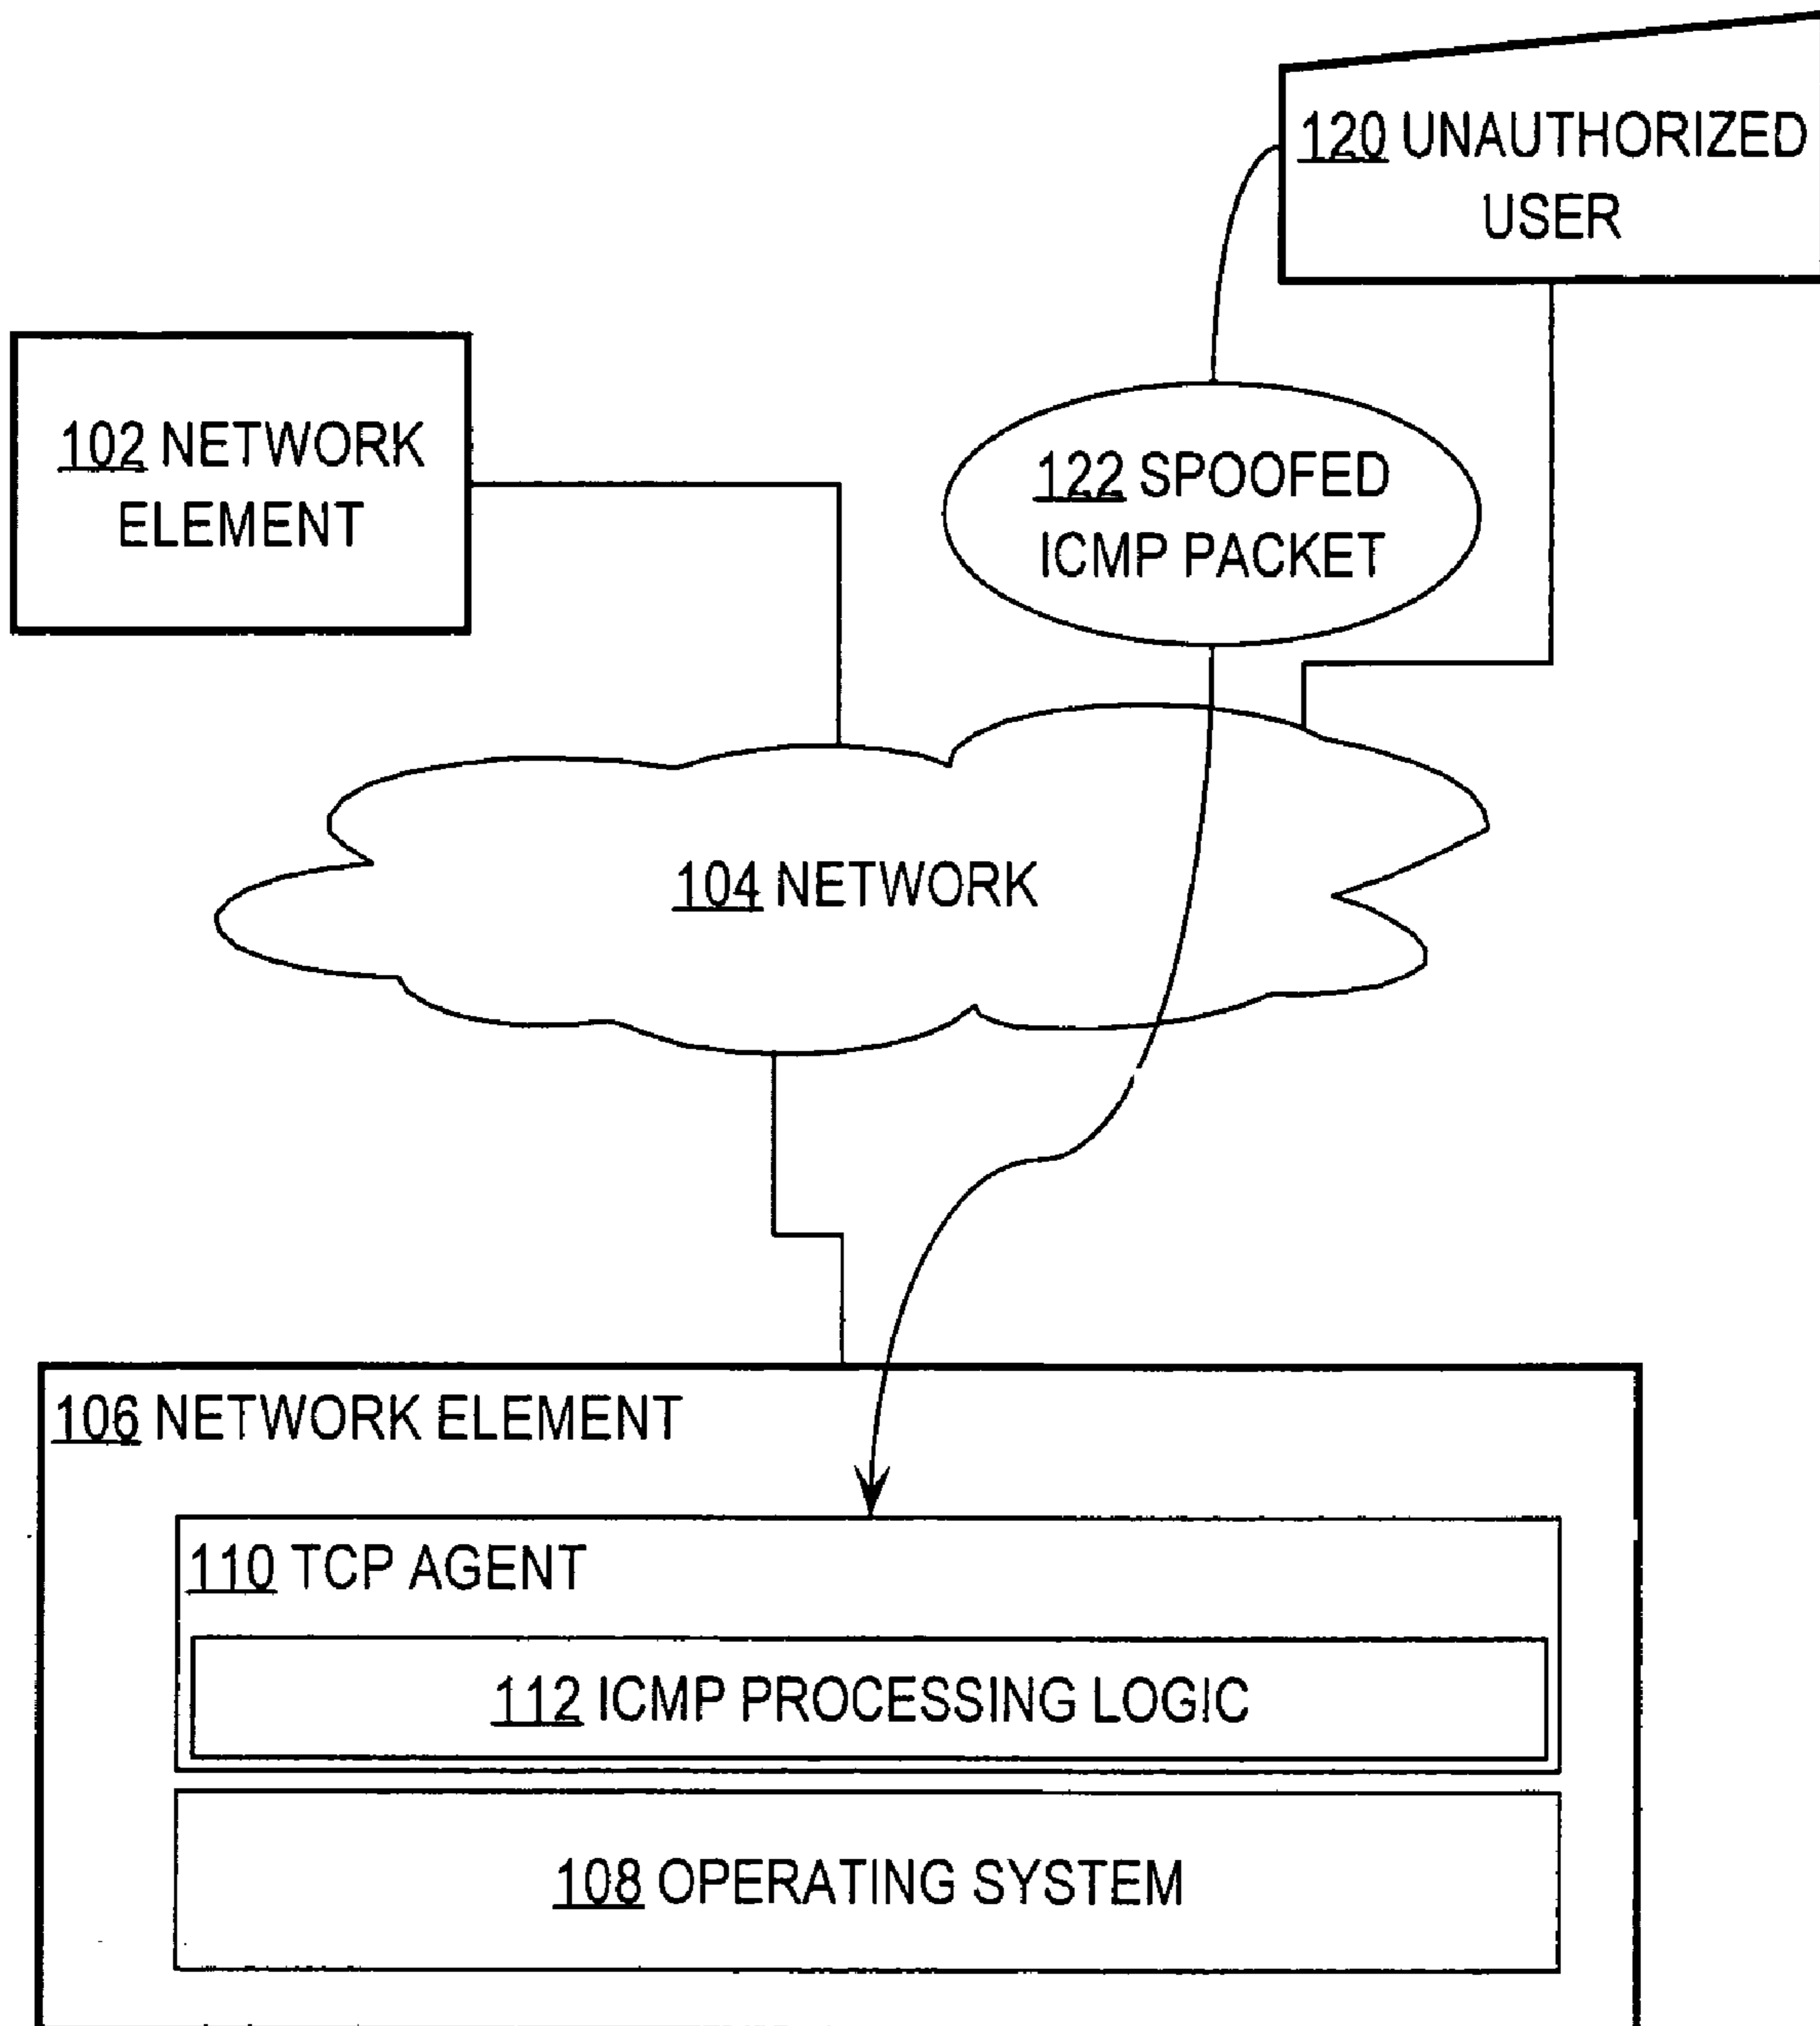 120 UNAUTHORIZED
USER
102 NETWORK
ELEMENT
122 SPOOFED
ICMP PACKET
104 NETWORK
106 NETWORK ELEMENT
110 TCP AGENT
112 ICMP PROCESSING LOGIC
108 OPERATING SYSTEM